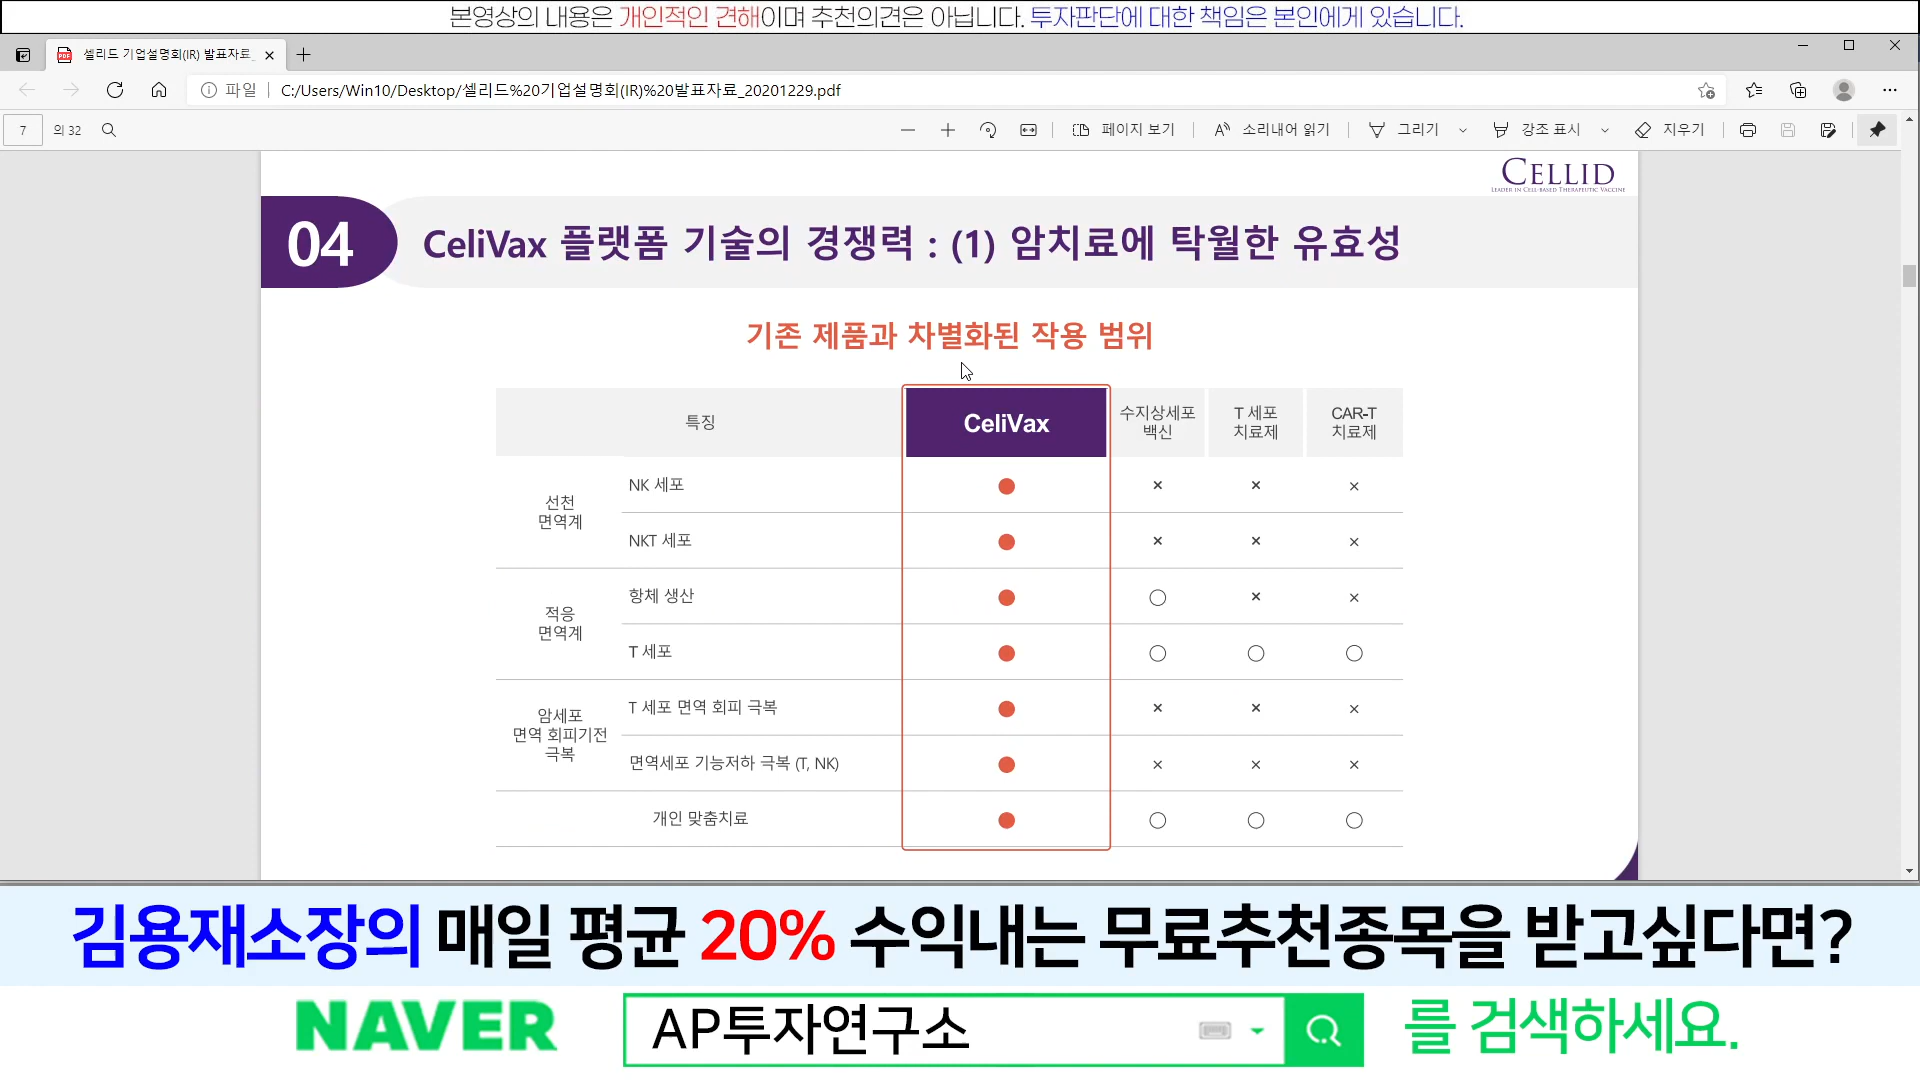 본영상의 내용은 개인적인 견해이며 추천의견은 아닙니다. 투자판단에 대한 책임은 본인에게 있습니다.
셀리드 기업설명회(IR) 발표자료_
파일 C:/Users/Win10/Desktop/셀리드%20기업설명회(IR)%20발표자료_20201229.pdf
7 의 32 페이지 보기 소리내어 읽기 그리기 강조 표시 지우기
CELLID
LEADER IN CELL-BASED THERAPEUTIC VACCINE
04 CeliVax 플랫폼 기술의 경쟁력 : (1) 암치료에 탁월한 유효성
기존 제품과 차별화된 작용 범위
특징 CeliVax 수지상세포 백신 T 세포 치료제 CAR-T 치료제
선천 면역계
NK 세포 ● × × ×
NKT 세포 ● × × ×
적응 면역계
항체 생산 ● ○ × ×
T 세포 ● ○ ○ ○
암세포 면역 회피기전 극복
T 세포 면역 회피 극복 ● × × ×
면역세포 기능저하 극복 (T, NK) ● × × ×
개인 맞춤치료 ● ○ ○ ○
김용재소장의 매일 평균 20% 수익내는 무료추천종목을 받고싶다면?
NAVER AP투자연구소 를 검색하세요.